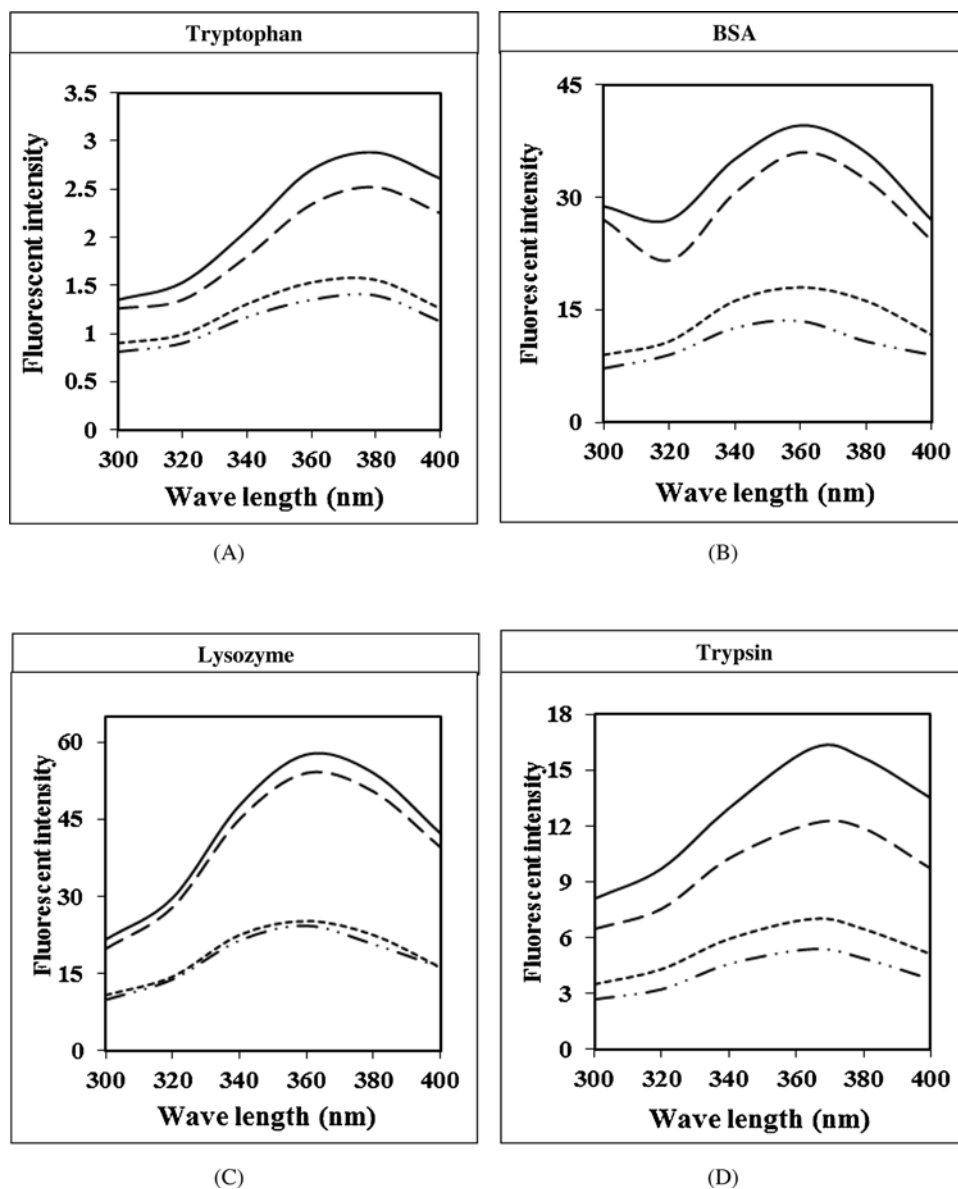 Tryptophan
Fluorescent intensity
3.5
3
2.5
2
1.5
1
0.5
0
300 320 340 360 380 400
Wave length (nm)
(A)
BSA
Fluorescent intensity
45
30
15
0
300 320 340 360 380 400
Wave length (nm)
(B)
Lysozyme
Fluorescent intensity
60
45
30
15
0
300 320 340 360 380 400
Wave length (nm)
(C)
Trypsin
Fluorescent intensity
18
15
12
9
6
3
0
300 320 340 360 380 400
Wave length (nm)
(D)